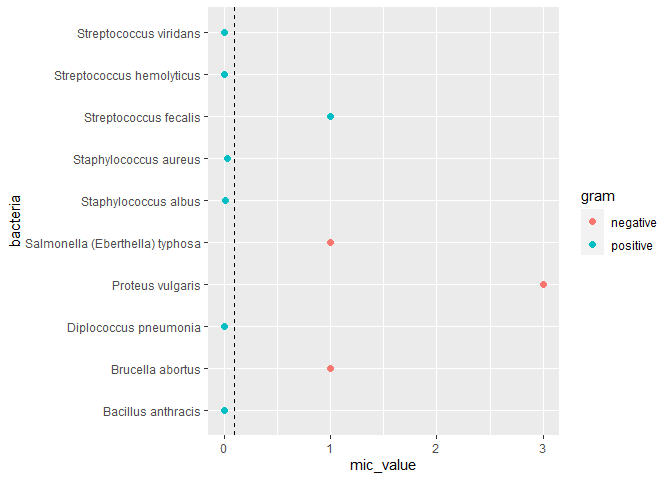 Streptococcus viridans
Streptococcus hemolyticus
Streptococcus fecalis
Staphylococcus aureus
Staphylococcus albus
Salmonella (Eberthella) typhosa
Proteus vulgaris
Diplococcus pneumonia
Brucella abortus
Bacillus anthracis
bacteria
0 1 2 3
mic_value
gram
negative
positive